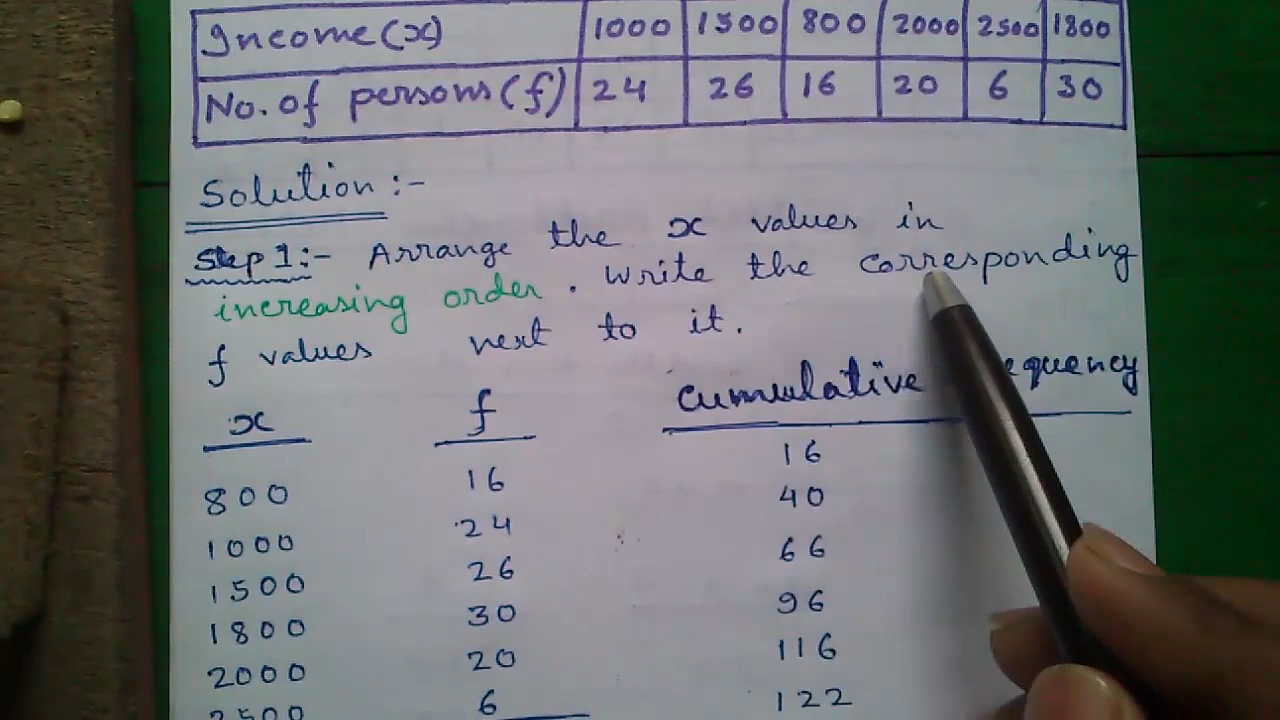 Income(x) 1000 1500 800 2000 2500 1800
No. of persons(f) 24 26 16 20 6 30
Solution :-
Step 1:- Arrange the x values in
increasing order. Write the corresponding
f values next to it.
x f Cumulative equency
800 16 16
1000 24 40
1500 26 66
1800 30 96
2000 20 116
2500 6 122